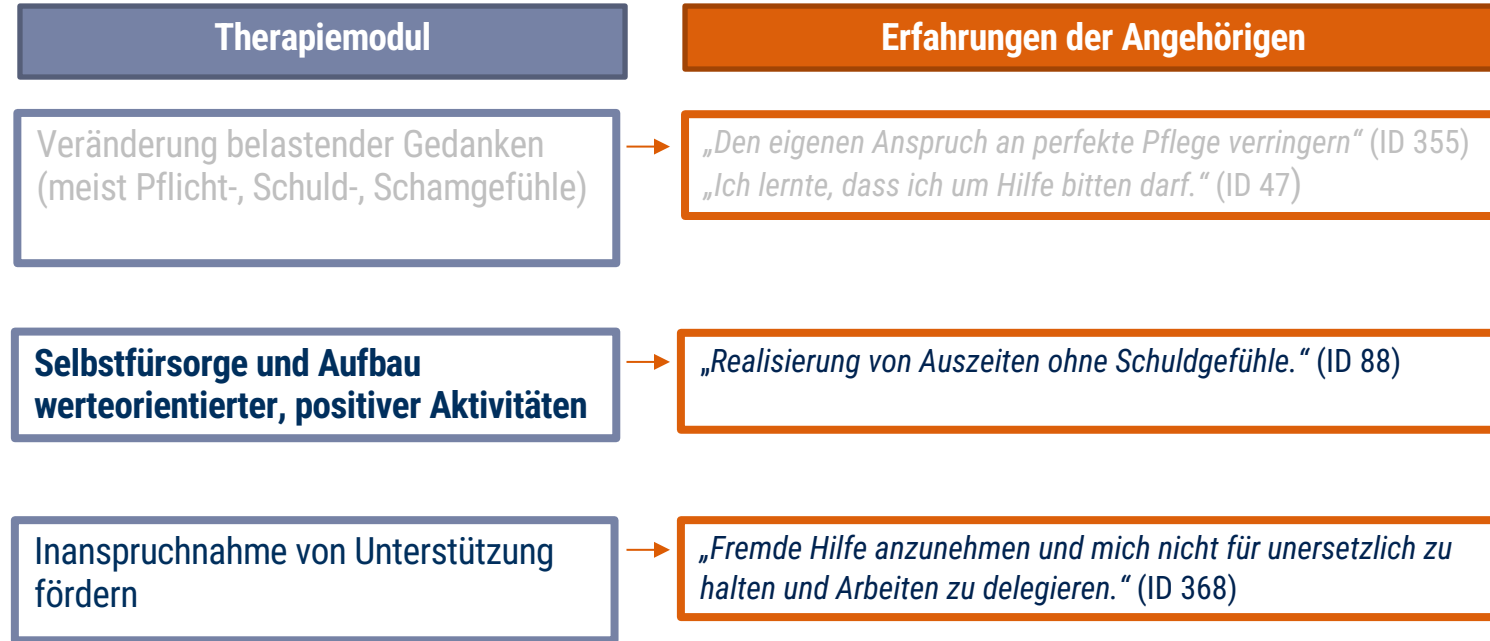 Therapiemodul
Erfahrungen der Angehörigen
Veränderung belastender Gedanken
(meist Pflicht-, Schuld-, Schamgefühle)
„Den eigenen Anspruch an perfekte Pflege verringern“ (ID 355)
„Ich lernte, dass ich um Hilfe bitten darf.“ (ID 47)
Selbstfürsorge und Aufbau
werteorientierter, positiver Aktivitäten
„Realisierung von Auszeiten ohne Schuldgefühle.“ (ID 88)
Inanspruchnahme von Unterstützung
fördern
„Fremde Hilfe anzunehmen und mich nicht für unersetzlich zu
halten und Arbeiten zu delegieren.“ (ID 368)